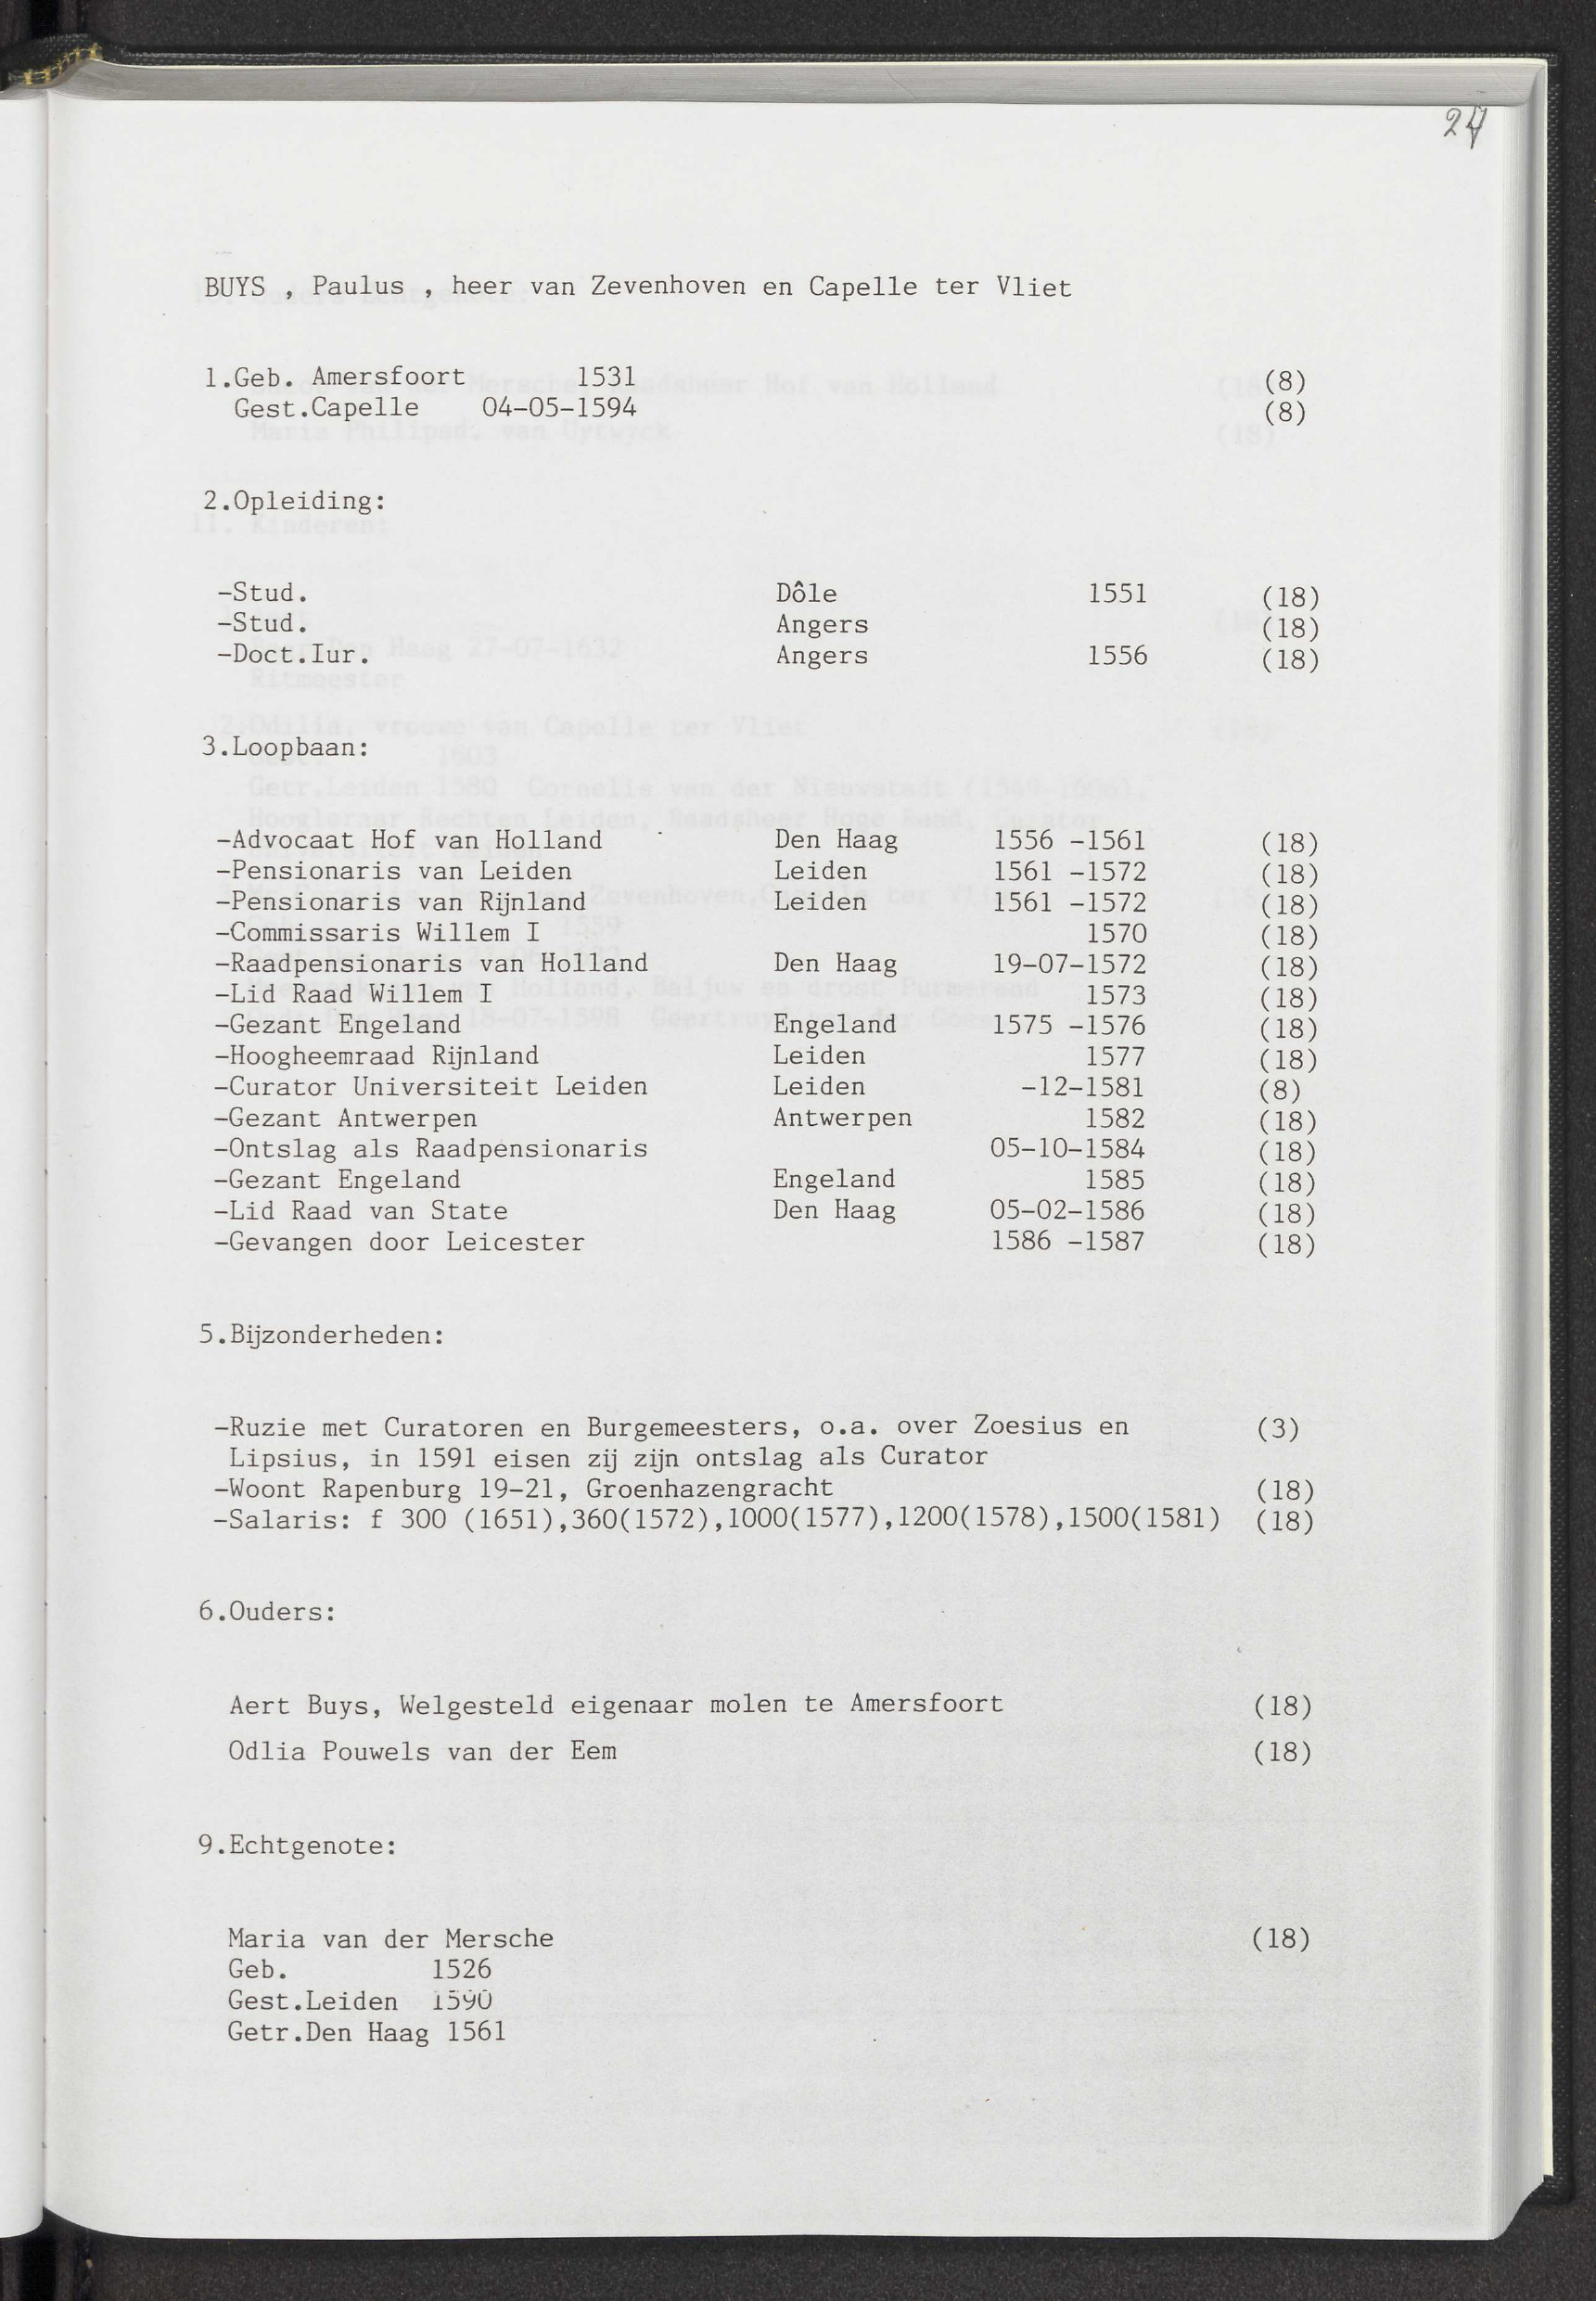 BUYS , Paulus , heer van Zevenhoven en Capelle ter Vliet
1.Geb. Amersfoort 1531 (8)
Gest.Capelle 04-05-1594 (8)
2.Opleiding:
-Stud. Dôle 1551 (18)
-Stud. Angers (18)
-Doct.Iur. Angers 1556 (18)
3.Loopbaan:
-Advocaat Hof van Holland Den Haag 1556 -1561 (18)
-Pensionaris van Leiden Leiden 1561 -1572 (18)
-Pensionaris van Rijnland Leiden 1561 -1572 (18)
-Commissaris Willem I 1570 (18)
-Raadpensionaris van Holland Den Haag 19-07-1572 (18)
-Lid Raad Willem I 1573 (18)
-Gezant Engeland Engeland 1575 -1576 (18)
-Hoogheemraad Rijnland Leiden 1577 (18)
-Curator Universiteit Leiden Leiden -12-1581 (8)
-Gezant Antwerpen Antwerpen 1582 (18)
-Ontslag als Raadpensionaris 05-10-1584 (18)
-Gezant Engeland Engeland 1585 (18)
-Lid Raad van State Den Haag 05-02-1586 (18)
-Gevangen door Leicester 1586 -1587 (18)
5.Bijzonderheden:
-Ruzie met Curatoren en Burgemeesters, o.a. over Zoesius en (3)
Lipsius, in 1591 eisen zij zijn ontslag als Curator
-Woont Rapenburg 19-21, Groenhazengracht (18)
-Salaris: f 300 (1651),360(1572),1000(1577),1200(1578),1500(1581) (18)
6.Ouders:
Aert Buys, Welgesteld eigenaar molen te Amersfoort (18)
Odlia Pouwels van der Eem (18)
9.Echtgenote:
Maria van der Mersche (18)
Geb. 1526
Gest.Leiden 1590
Getr.Den Haag 1561